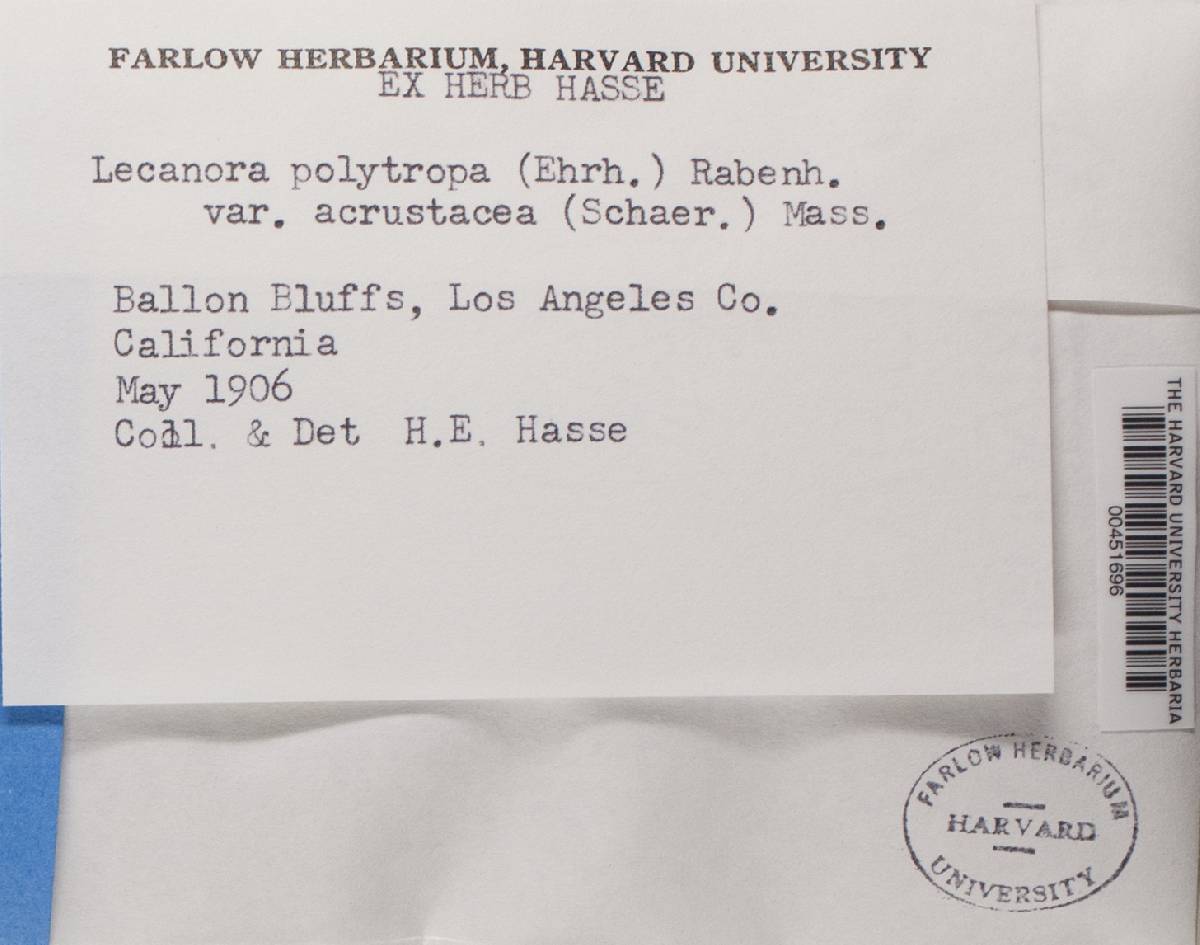 FARLOW HERBARIUM, HARVARD UNIVERSITY
EX HERB HASSE
Lecanora polytropa (Ehrh.) Rabenh.
var. acrustacea (Schaer.) Mass.
Ballon Bluffs, Los Angeles Co.
California
May 1906
Coll. & Det H.E. Hasse
THE HARVARD UNIVERSITY HERBARIA
00451696
FARLOW HERBARIUM
HARVARD
UNIVERSITY